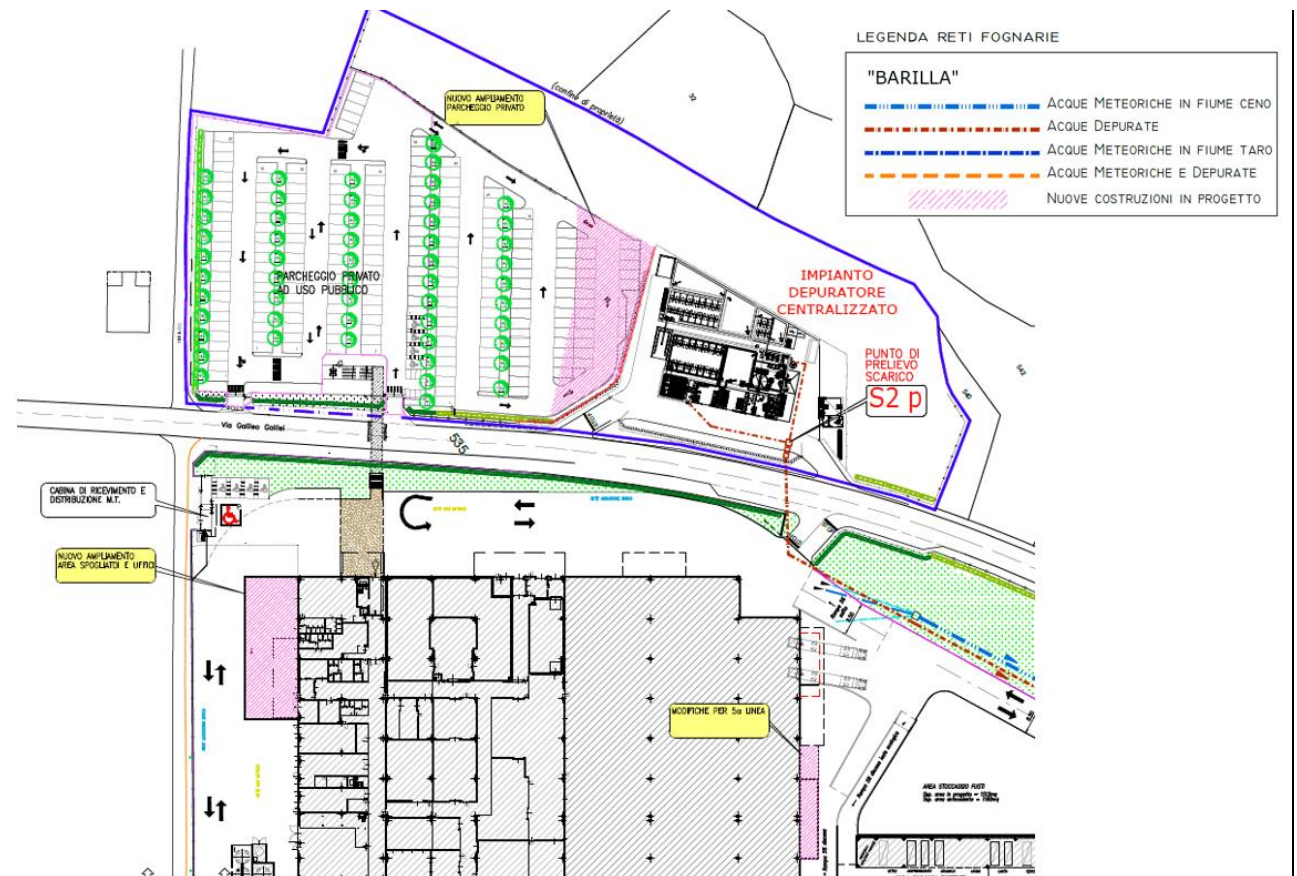 LEGENDA RETI FOGNARIE
"BARILLA"
ACQUE METEORICHE IN FIUME CENO
ACQUE DEPURATE
ACQUE METEORICHE IN FIUME TARO
ACQUE METEORICHE E DEPURATE
NUOVE COSTRUZIONI IN PROGETTO
NUOVO AMPLIAMENTO
PARCHEGGIO PRIVATO
(confine di proprietà)
32
PARCHEGGIO PRIVATO
AD USO PUBBLICO
IMPIANTO
DEPURATORE
CENTRALIZZATO
PUNTO DI
PRELIEVO
SCARICO
S2 p
542
540
Via Galileo Galilei
535
CABINA DI RICEVIMENTO E
DISTRIBUZIONE M.T.
NUOVO AMPLIAMENTO
AREA SPOGLIATOI E UFFICI
MODIFICHE PER 5a LINEA
AREA STOCCAGGIO FUSTI